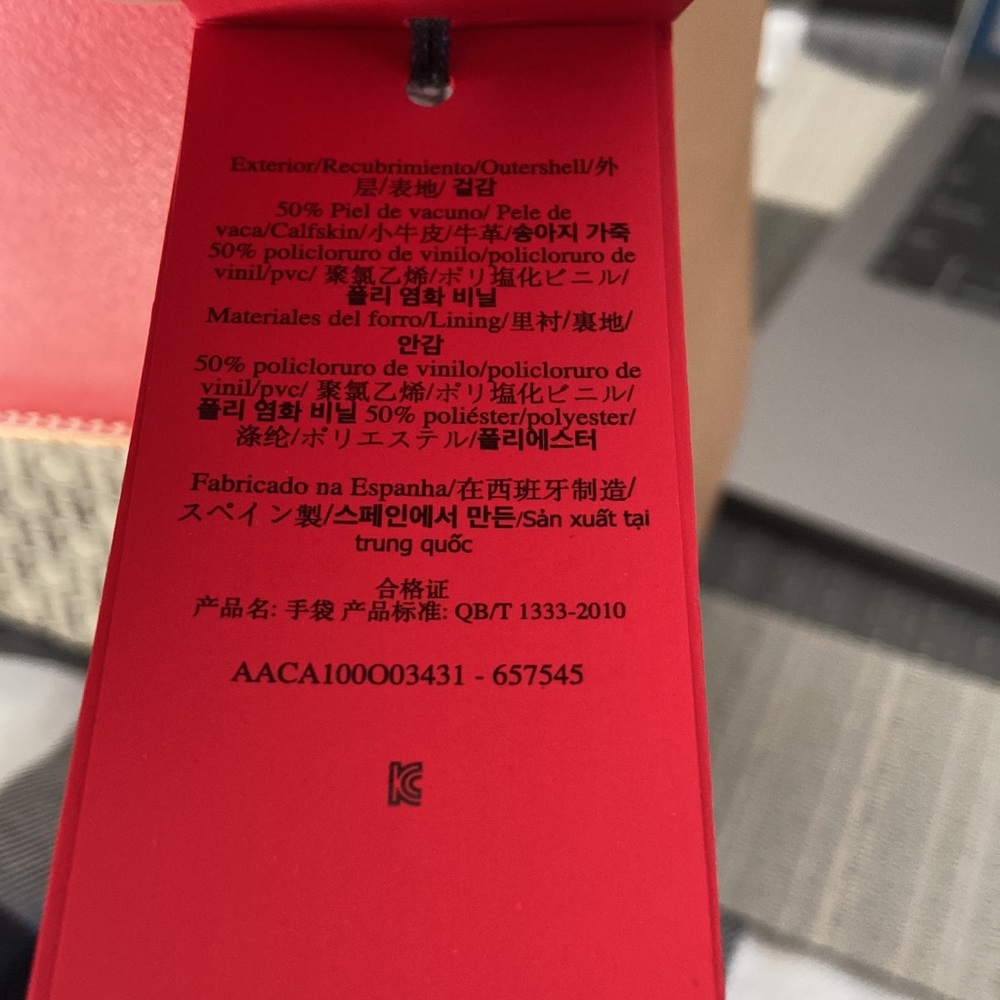 Exterior/Recubrimiento/Outershell/外
层/表地/ 겉감
50% Piel de vacuno/ Pele de
vaca/Calfskin/小牛皮/牛革/송아지 가죽
50% policloruro de vinilo/policloruro de
vinil/pvc/ 聚氯乙烯/ポリ塩化ビニル/
폴리 염화 비닐
Materiales del forro/Lining/里衬/裏地/
안감
50% policloruro de vinilo/policloruro de
vinil/pvc/ 聚氯乙烯/ポリ塩化ビニル/
폴리 염화 비닐 50% poliéster/polyester/
涤纶/ポリエステル/폴리에스터
Fabricado na Espanha/在西班牙制造/
スペイン製/스페인에서 만든/Sản xuất tại
trung quốc
合格证
产品名: 手袋 产品标准: QB/T 1333-2010
AACA100O03431 - 657545
KC